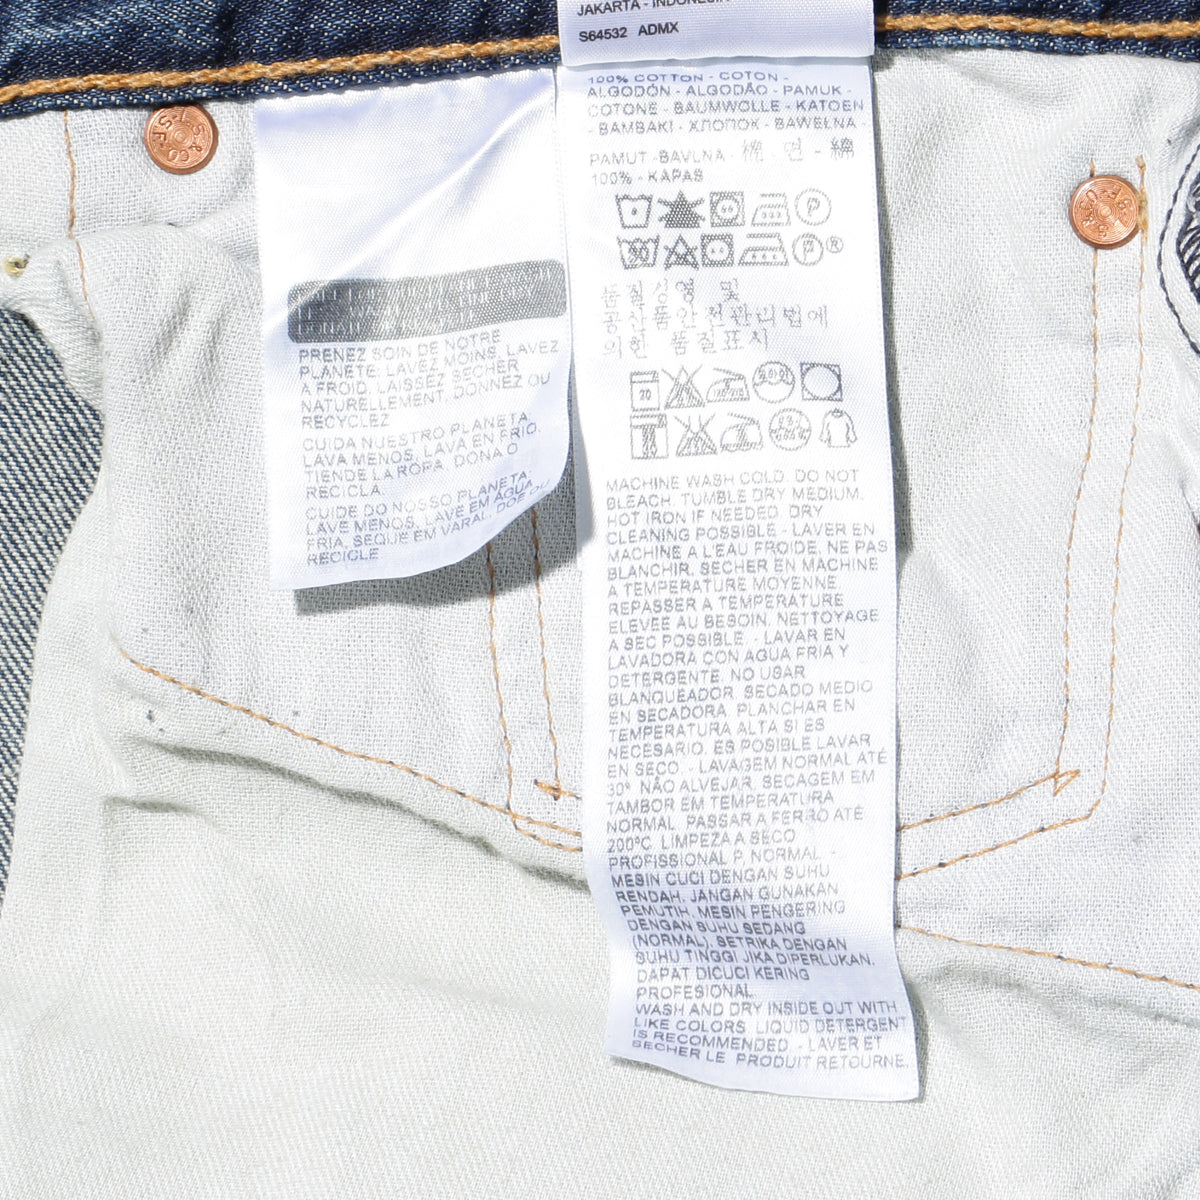 JAKARTA - INDONESIA
S64532 ADMX
100% COTTON - COTON -
ALGODÓN - ALGODÃO - PAMUK -
COTONE - BAUMWOLLE - KATOEN
- BAMBAKI - ХЛОПОК - BAWEŁNA -
PAMUT - BAVLNA - 棉 - 면 - 綿
100% - KAPAS
품질경영 및
공산품안전관리법에
의한 품질표시
MACHINE WASH COLD. DO NOT
BLEACH. TUMBLE DRY MEDIUM.
HOT IRON IF NEEDED. DRY
CLEANING POSSIBLE - LAVER EN
MACHINE A L'EAU FROIDE. NE PAS
BLANCHIR. SECHER EN MACHINE
A TEMPERATURE MOYENNE.
REPASSER A TEMPERATURE
ELEVEE AU BESOIN. NETTOYAGE
A SEC POSSIBLE. - LAVAR EN
LAVADORA CON AGUA FRIA Y
DETERGENTE. NO USAR
BLANQUEADOR. SECADO MEDIO
EN SECADORA. PLANCHAR EN
TEMPERATURA ALTA SI ES
NECESARIO. ES POSIBLE LAVAR
EN SECO. - LAVAGEM NORMAL ATÉ
30° NÃO ALVEJAR. SECAGEM EM
TAMBOR EM TEMPERATURA
NORMAL. PASSAR A FERRO ATÉ
200°C. LIMPEZA A SECO
PROFISSIONAL P, NORMAL. -
MESIN CUCI DENGAN SUHU
RENDAH. JANGAN GUNAKAN
PEMUTIH. MESIN PENGERING
DENGAN SUHU SEDANG
(NORMAL). SETRIKA DENGAN
SUHU TINGGI JIKA DIPERLUKAN.
DAPAT DICUCI KERING
PROFESIONAL
WASH AND DRY INSIDE OUT WITH
LIKE COLORS. LIQUID DETERGENT
IS RECOMMENDED. - LAVER ET
SECHER LE PRODUIT RETOURNE.
PRENEZ SOIN DE NOTRE
PLANETE: LAVEZ MOINS, LAVEZ
A FROID, LAISSEZ SECHER
NATURELLEMENT, DONNEZ OU
RECYCLEZ
CUIDA NUESTRO PLANETA:
LAVA MENOS, LAVA EN FRIO,
TIENDE LA ROPA, DONA O
RECICLA.
CUIDE DO NOSSO PLANETA:
LAVE MENOS, LAVE EM ÁGUA
FRIA, SEQUE EM VARAL, DOE OU
RECICLE